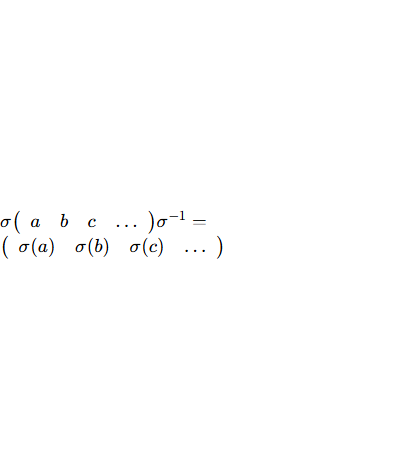 σ( a b c … )σ⁻¹ =
( σ(a) σ(b) σ(c) … )